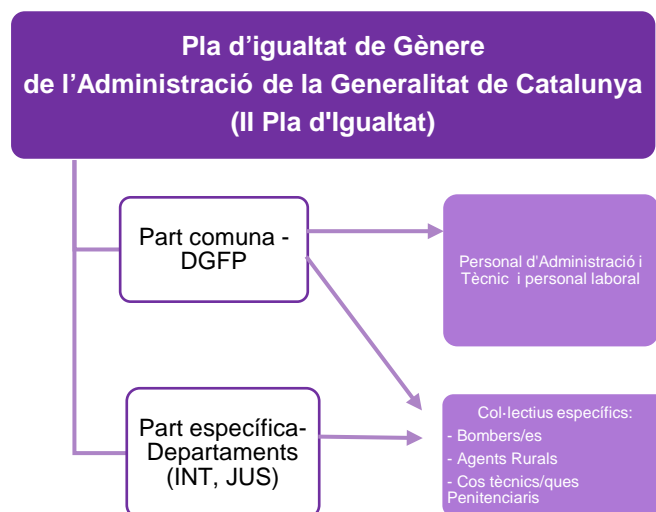 Pla d’igualtat de Gènere
de l’Administració de la Generalitat de Catalunya
(II Pla d'Igualtat)
Part comuna -
DGFP
Personal d'Administració i
Tècnic i personal laboral
Part específica-
Departaments
(INT, JUS)
Col·lectius específics:
- Bombers/es
- Agents Rurals
- Cos tècnics/ques
Penitenciaris